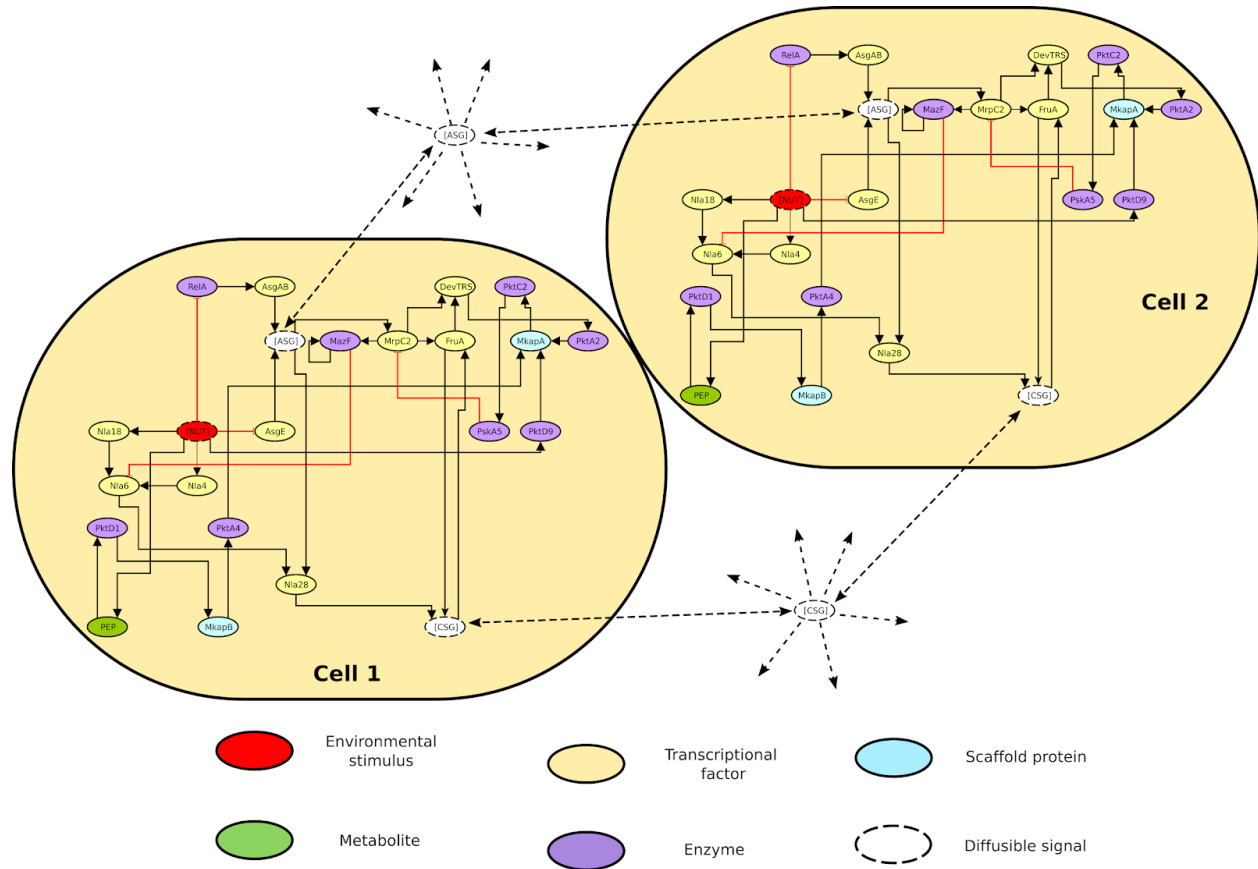 RelA
AsgAB
DevTRS
PktC2
[ASG]
MazF
MrpC2
FruA
MkapA
PktA2
[ASG]
Nla18
[NUT]
AsgE
PskA5
PktD9
Nla6
Nla4
PktD1
PktA4
Cell 2
Nla28
PEP
MkapB
[CSG]
RelA
AsgAB
DevTRS
PktC2
[ASG]
MazF
MrpC2
FruA
MkapA
PktA2
Nla18
[NUT]
AsgE
PskA5
PktD9
Nla6
Nla4
PktD1
PktA4
Nla28
PEP
MkapB
[CSG]
Cell 1
[CSG]
Environmental
stimulus
Transcriptional
factor
Scaffold protein
Metabolite
Enzyme
Diffusible signal